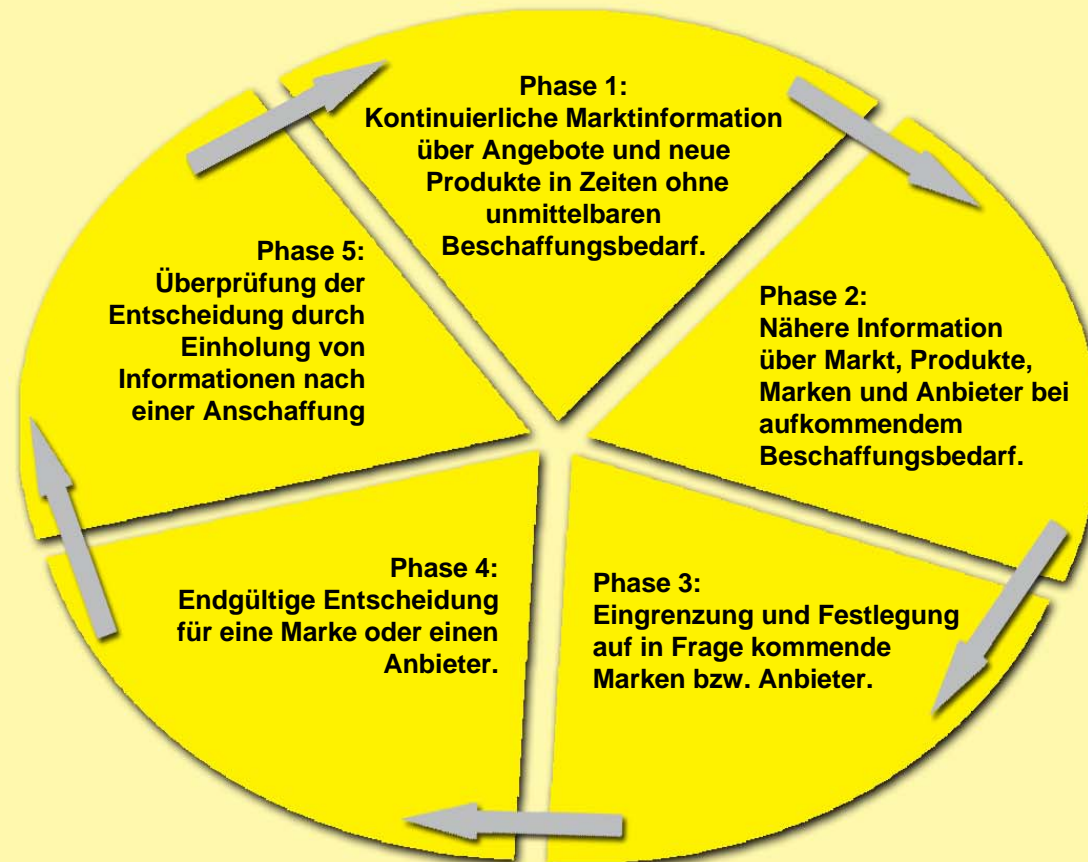 Phase 1:
Kontinuierliche Marktinformation
über Angebote und neue
Produkte in Zeiten ohne
unmittelbaren
Beschaffungsbedarf.
Phase 2:
Nähere Information
über Markt, Produkte,
Marken und Anbieter bei
aufkommendem
Beschaffungsbedarf.
Phase 3:
Eingrenzung und Festlegung
auf in Frage kommende
Marken bzw. Anbieter.
Phase 4:
Endgültige Entscheidung
für eine Marke oder einen
Anbieter.
Phase 5:
Überprüfung der
Entscheidung durch
Einholung von
Informationen nach
einer Anschaffung